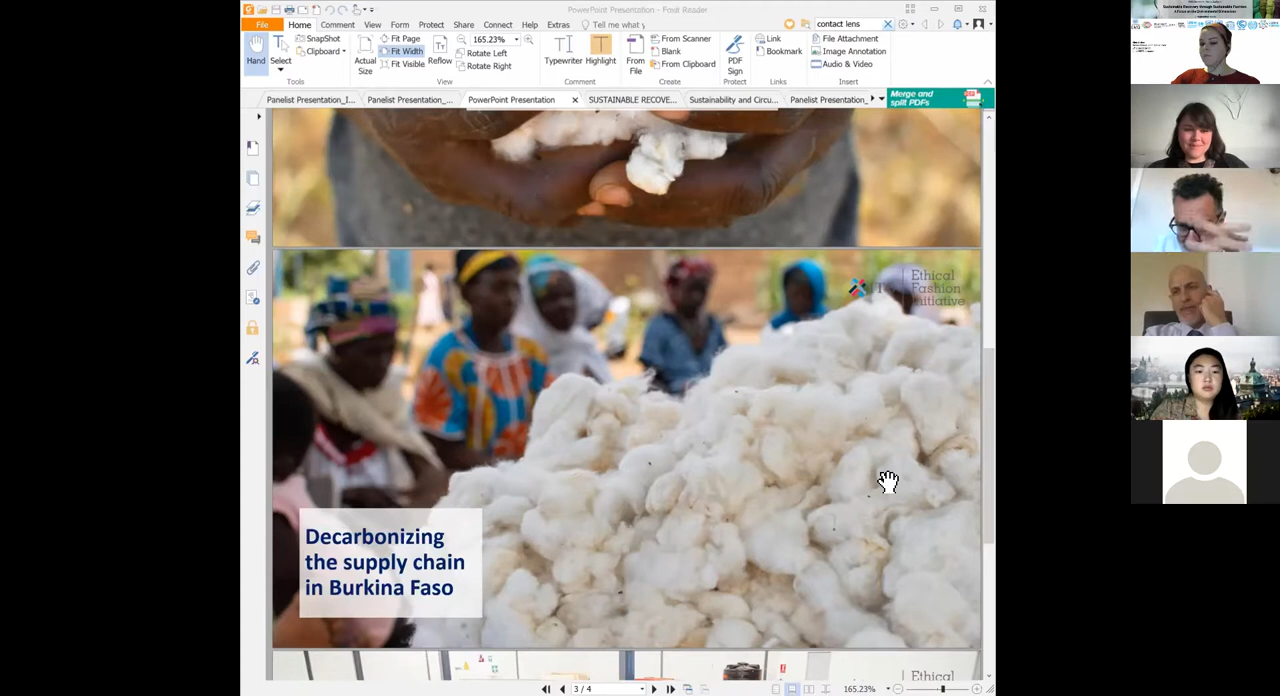 PowerPoint Presentation - Foxit Reader
File Home Comment View Form Protect Share Connect Help Extras Tell me what y contact lens
Hand
Select
SnapShot
Clipboard
Tools
Actual Size
Fit Page
Fit Width
Fit Visible
Reflow
165.23%
Rotate Left
Rotate Right
View
Typewriter
Highlight
Comment
From File
From Scanner
Blank
From Clipboard
Create
PDF Sign
Protect
Link
Bookmark
Links
File Attachment
Image Annotation
Audio & Video
Insert
Panelist Presentation_I...
Panelist Presentation_...
PowerPoint Presentation
SUSTAINABLE RECOVE...
Sustainability and Circu...
Panelist Presentation_
Merge and
split PDFs
Ethical
Fashion
Initiative
Decarbonizing
the supply chain
in Burkina Faso
Ethical
3 / 4
165.23%